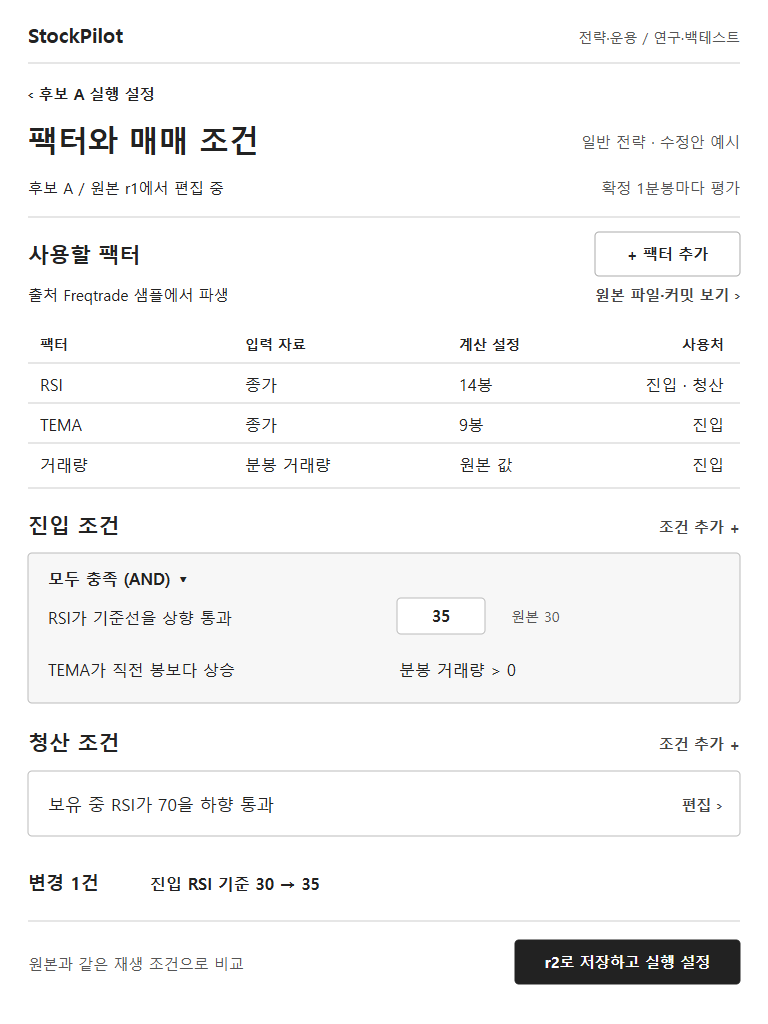 StockPilot
전략·운용 / 연구·백테스트
‹ 후보 A 실행 설정
팩터와 매매 조건
일반 전략 · 수정안 예시
후보 A / 원본 r1에서 편집 중
확정 1분봉마다 평가
사용할 팩터
+ 팩터 추가
출처 Freqtrade 샘플에서 파생
원본 파일·커밋 보기 ›
팩터 입력 자료 계산 설정 사용처
RSI 종가 14봉 진입 · 청산
TEMA 종가 9봉 진입
거래량 분봉 거래량 원본 값 진입
진입 조건
조건 추가 +
모두 충족 (AND) ▾
RSI가 기준선을 상향 통과 35 원본 30
TEMA가 직전 봉보다 상승 분봉 거래량 > 0
청산 조건
조건 추가 +
보유 중 RSI가 70을 하향 통과
편집 ›
변경 1건 진입 RSI 기준 30 → 35
원본과 같은 재생 조건으로 비교
r2로 저장하고 실행 설정